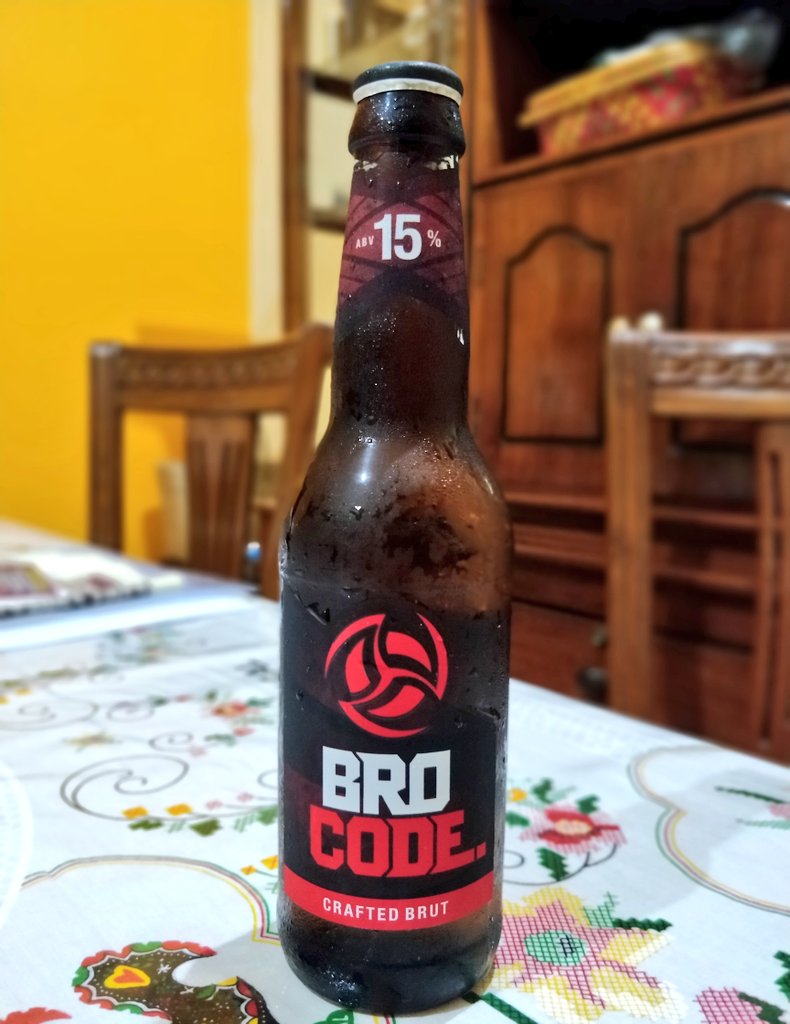 ABV 15%
BRO
CODE.
CRAFTED BRUT